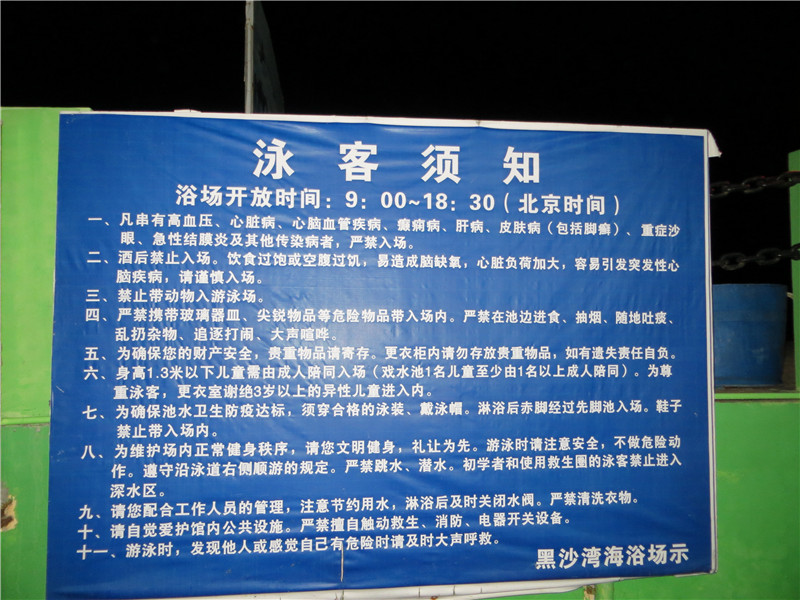 泳客须知
浴场开放时间：9：00~18：30（北京时间）
一、凡串有高血压、心脏病、心脑血管疾病、癫痫病、肝病、皮肤病（包括脚癣）、重症沙
眼、急性结膜炎及其他传染病者，严禁入场。
二、酒后禁止入场。饮食过饱或空腹过饥，易造成脑缺氧，心脏负荷加大，容易引发突发性心
脑疾病，请谨慎入场。
三、禁止带动物入游泳场。
四、严禁携带玻璃器皿、尖锐物品等危险物品带入场内。严禁在池边进食、抽烟、随地吐痰、
乱扔杂物、追逐打闹、大声喧哗。
五、为确保您的财产安全，贵重物品请寄存。更衣柜内请勿存放贵重物品，如有遗失责任自负。
六、身高1.3米以下儿童需由成人陪同入场（戏水池1名儿童至少由1名以上成人陪同）。为尊
重泳客，更衣室谢绝3岁以上的异性儿童进入内。
七、为确保池水卫生防疫达标，须穿合格的泳装、戴泳帽。淋浴后赤脚经过先脚池入场。鞋子
禁止带入场内。
八、为维护场内正常健身秩序，请您文明健身，礼让为先。游泳时请注意安全，不做危险动
作。遵守沿泳道右侧顺游的规定。严禁跳水、潜水。初学者和使用救生圈的泳客禁止进入
深水区。
九、请您配合工作人员的管理，注意节约用水，淋浴后及时关闭水阀。严禁清洗衣物。
十、请自觉爱护馆内公共设施。严禁擅自触动救生、消防、电器开关设备。
十一、游泳时，发现他人或感觉自己有危险时请及时大声呼救。
黑沙湾海浴场示